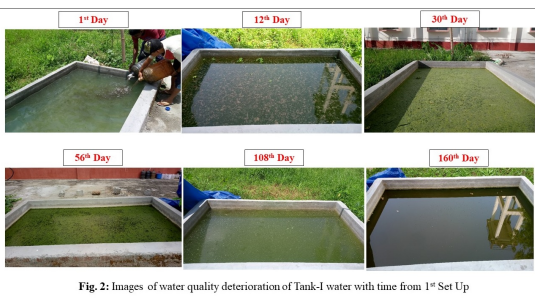 1st Day
12th Day
30th Day
56th Day
108th Day
160th Day
Fig. 2: Images of water quality deterioration of Tank-I water with time from 1st Set Up